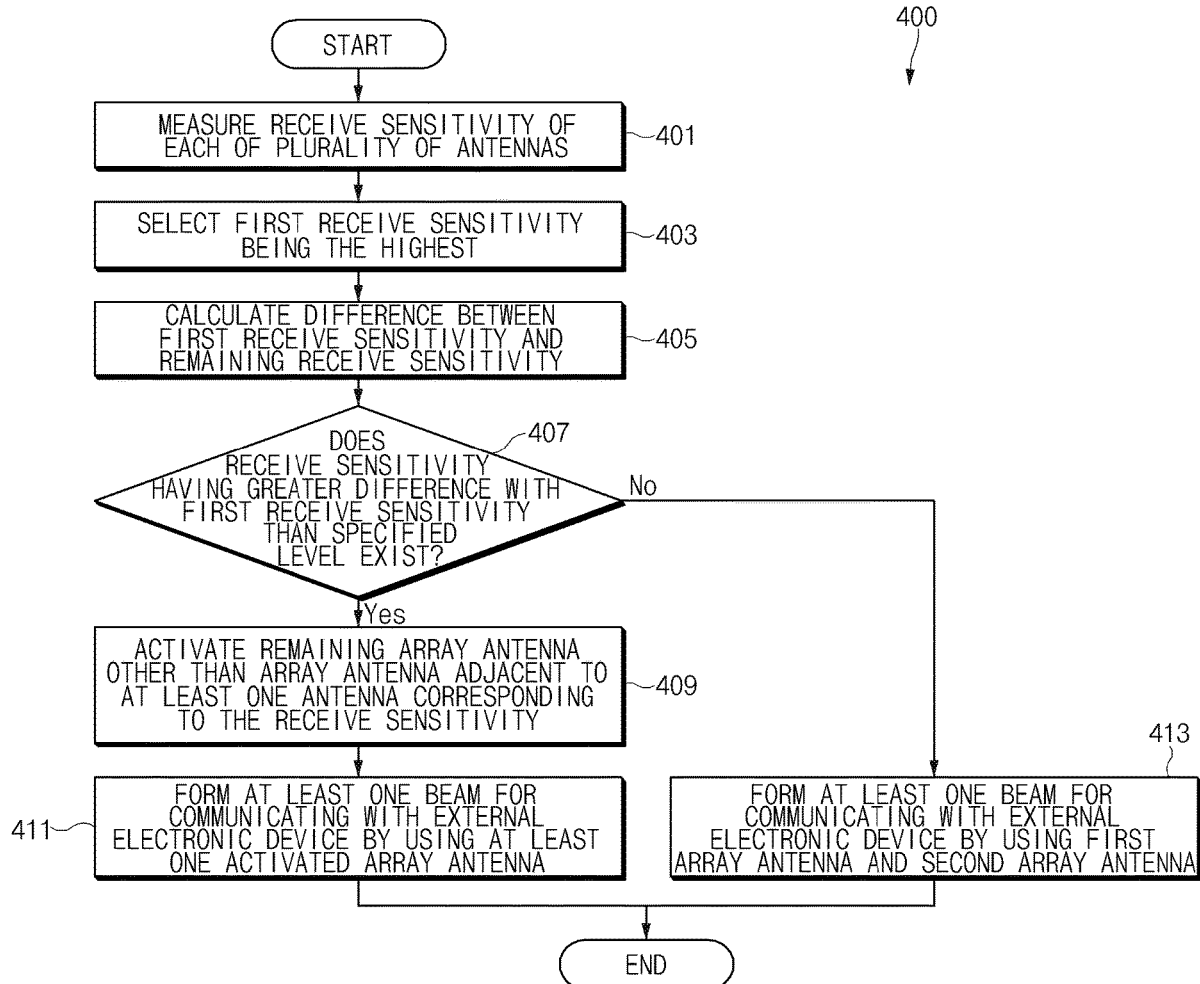 400
START
MEASURE RECEIVE SENSITIVITY OF
EACH OF PLURALITY OF ANTENNAS
401
SELECT FIRST RECEIVE SENSITIVITY
BEING THE HIGHEST
403
CALCULATE DIFFERENCE BETWEEN
FIRST RECEIVE SENSITIVITY AND
REMAINING RECEIVE SENSITIVITY
405
407
DOES
RECEIVE SENSITIVITY
HAVING GREATER DIFFERENCE WITH
FIRST RECEIVE SENSITIVITY
THAN SPECIFIED
LEVEL EXIST?
No
Yes
ACTIVATE REMAINING ARRAY ANTENNA
OTHER THAN ARRAY ANTENNA ADJACENT TO
AT LEAST ONE ANTENNA CORRESPONDING
TO THE RECEIVE SENSITIVITY
409
411
FORM AT LEAST ONE BEAM FOR
COMMUNICATING WITH EXTERNAL
ELECTRONIC DEVICE BY USING AT LEAST
ONE ACTIVATED ARRAY ANTENNA
413
FORM AT LEAST ONE BEAM FOR
COMMUNICATING WITH EXTERNAL
ELECTRONIC DEVICE BY USING FIRST
ARRAY ANTENNA AND SECOND ARRAY ANTENNA
END